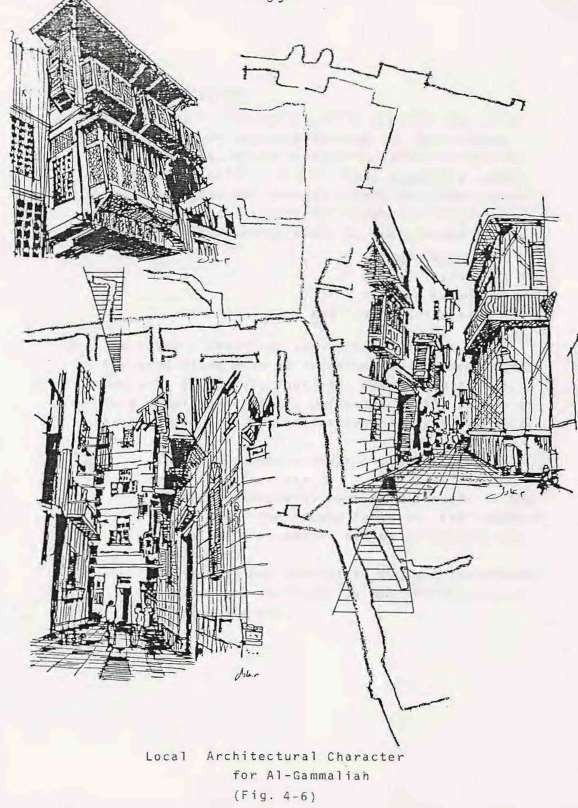 Local Architectural Character
for Al-Gammaliah
(Fig. 4-6)